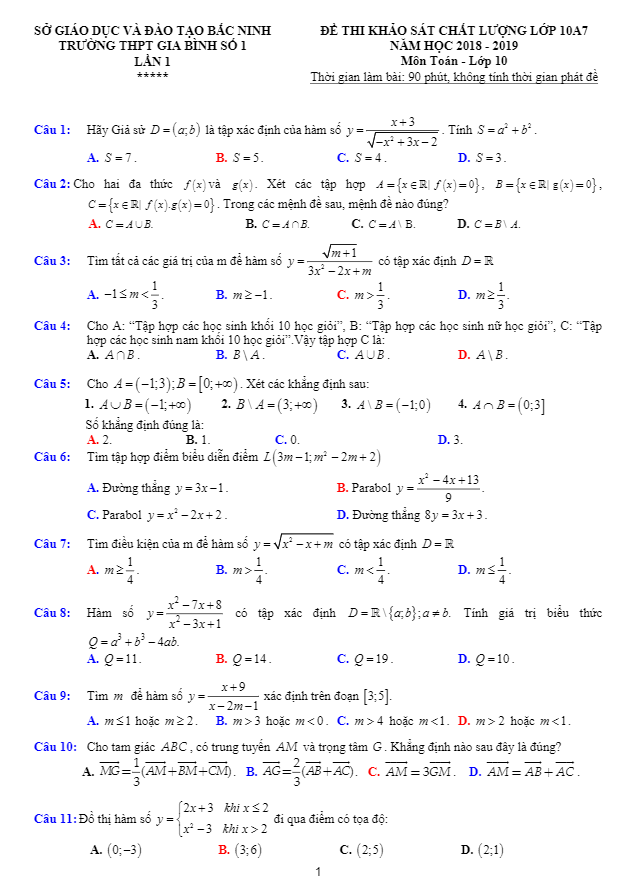 SỞ GIÁO DỤC VÀ ĐÀO TẠO BẮC NINH
TRƯỜNG THPT GIA BÌNH SỐ 1
LẦN 1
*****
ĐỀ THI KHẢO SÁT CHẤT LƯỢNG LỚP 10A7
NĂM HỌC 2018 - 2019
Môn Toán - Lớp 10
Thời gian làm bài: 90 phút, không tính thời gian phát đề
Câu 1: Hãy Giả sử D = (a;b) là tập xác định của hàm số y = (x+3)/√(−x²+3x−2). Tính S = a² + b².
A. S = 7. B. S = 5. C. S = 4. D. S = 3.
Câu 2: Cho hai đa thức f(x) và g(x). Xét các tập hợp A = {x∈ℝ| f(x)=0}, B = {x∈ℝ| g(x)=0},
C = {x∈ℝ| f(x).g(x)=0}. Trong các mệnh đề sau, mệnh đề nào đúng?
A. C = A∪B. B. C = A∩B. C. C = A\B. D. C = B\A.
Câu 3: Tìm tất cả các giá trị của m để hàm số y = √(m+1)/(3x²−2x+m) có tập xác định D = ℝ
A. −1 ≤ m < 1/3. B. m ≥ −1. C. m > 1/3. D. m ≥ 1/3.
Câu 4: Cho A: “Tập hợp các học sinh khối 10 học giỏi”, B: “Tập hợp các học sinh nữ học giỏi”, C: “Tập
hợp các học sinh nam khối 10 học giỏi”.Vậy tập hợp C là:
A. A∩B. B. B\A. C. A∪B. D. A\B.
Câu 5: Cho A = (−1;3); B = [0;+∞). Xét các khẳng định sau:
1. A∪B = (−1;+∞) 2. B\A = (3;+∞) 3. A\B = (−1;0) 4. A∩B = (0;3]
Số khẳng định đúng là:
A. 2. B. 1. C. 0. D. 3.
Câu 6: Tìm tập hợp điểm biểu diễn điểm L(3m−1;m²−2m+2)
A. Đường thẳng y = 3x−1. B. Parabol y = (x²−4x+13)/9.
C. Parabol y = x²−2x+2. D. Đường thẳng 8y = 3x+3.
Câu 7: Tìm điều kiện của m để hàm số y = √(x²−x+m) có tập xác định D = ℝ
A. m ≥ 1/4. B. m > 1/4. C. m < 1/4. D. m ≤ 1/4.
Câu 8: Hàm số y = (x²−7x+8)/(x²−3x+1) có tập xác định D = ℝ\{a;b}; a ≠ b. Tính giá trị biểu thức
Q = a³ + b³ − 4ab.
A. Q = 11. B. Q = 14. C. Q = 19. D. Q = 10.
Câu 9: Tìm m để hàm số y = (x+9)/(x−2m−1) xác định trên đoạn [3;5].
A. m ≤ 1 hoặc m ≥ 2. B. m > 3 hoặc m < 0. C. m > 4 hoặc m < 1. D. m > 2 hoặc m < 1.
Câu 10: Cho tam giác ABC, có trung tuyến AM và trọng tâm G. Khẳng định nào sau đây là đúng?
A. MG⃗ = 1/3(AM⃗+BM⃗+CM⃗). B. AG⃗ = 2/3(AB⃗+AC⃗). C. AM⃗ = 3GM⃗. D. AM⃗ = AB⃗ + AC⃗.
Câu 11: Đồ thị hàm số y = {2x+3 khi x ≤ 2
x²−3 khi x > 2 đi qua điểm có tọa độ:
A. (0;−3) B. (3;6) C. (2;5) D. (2;1)
1